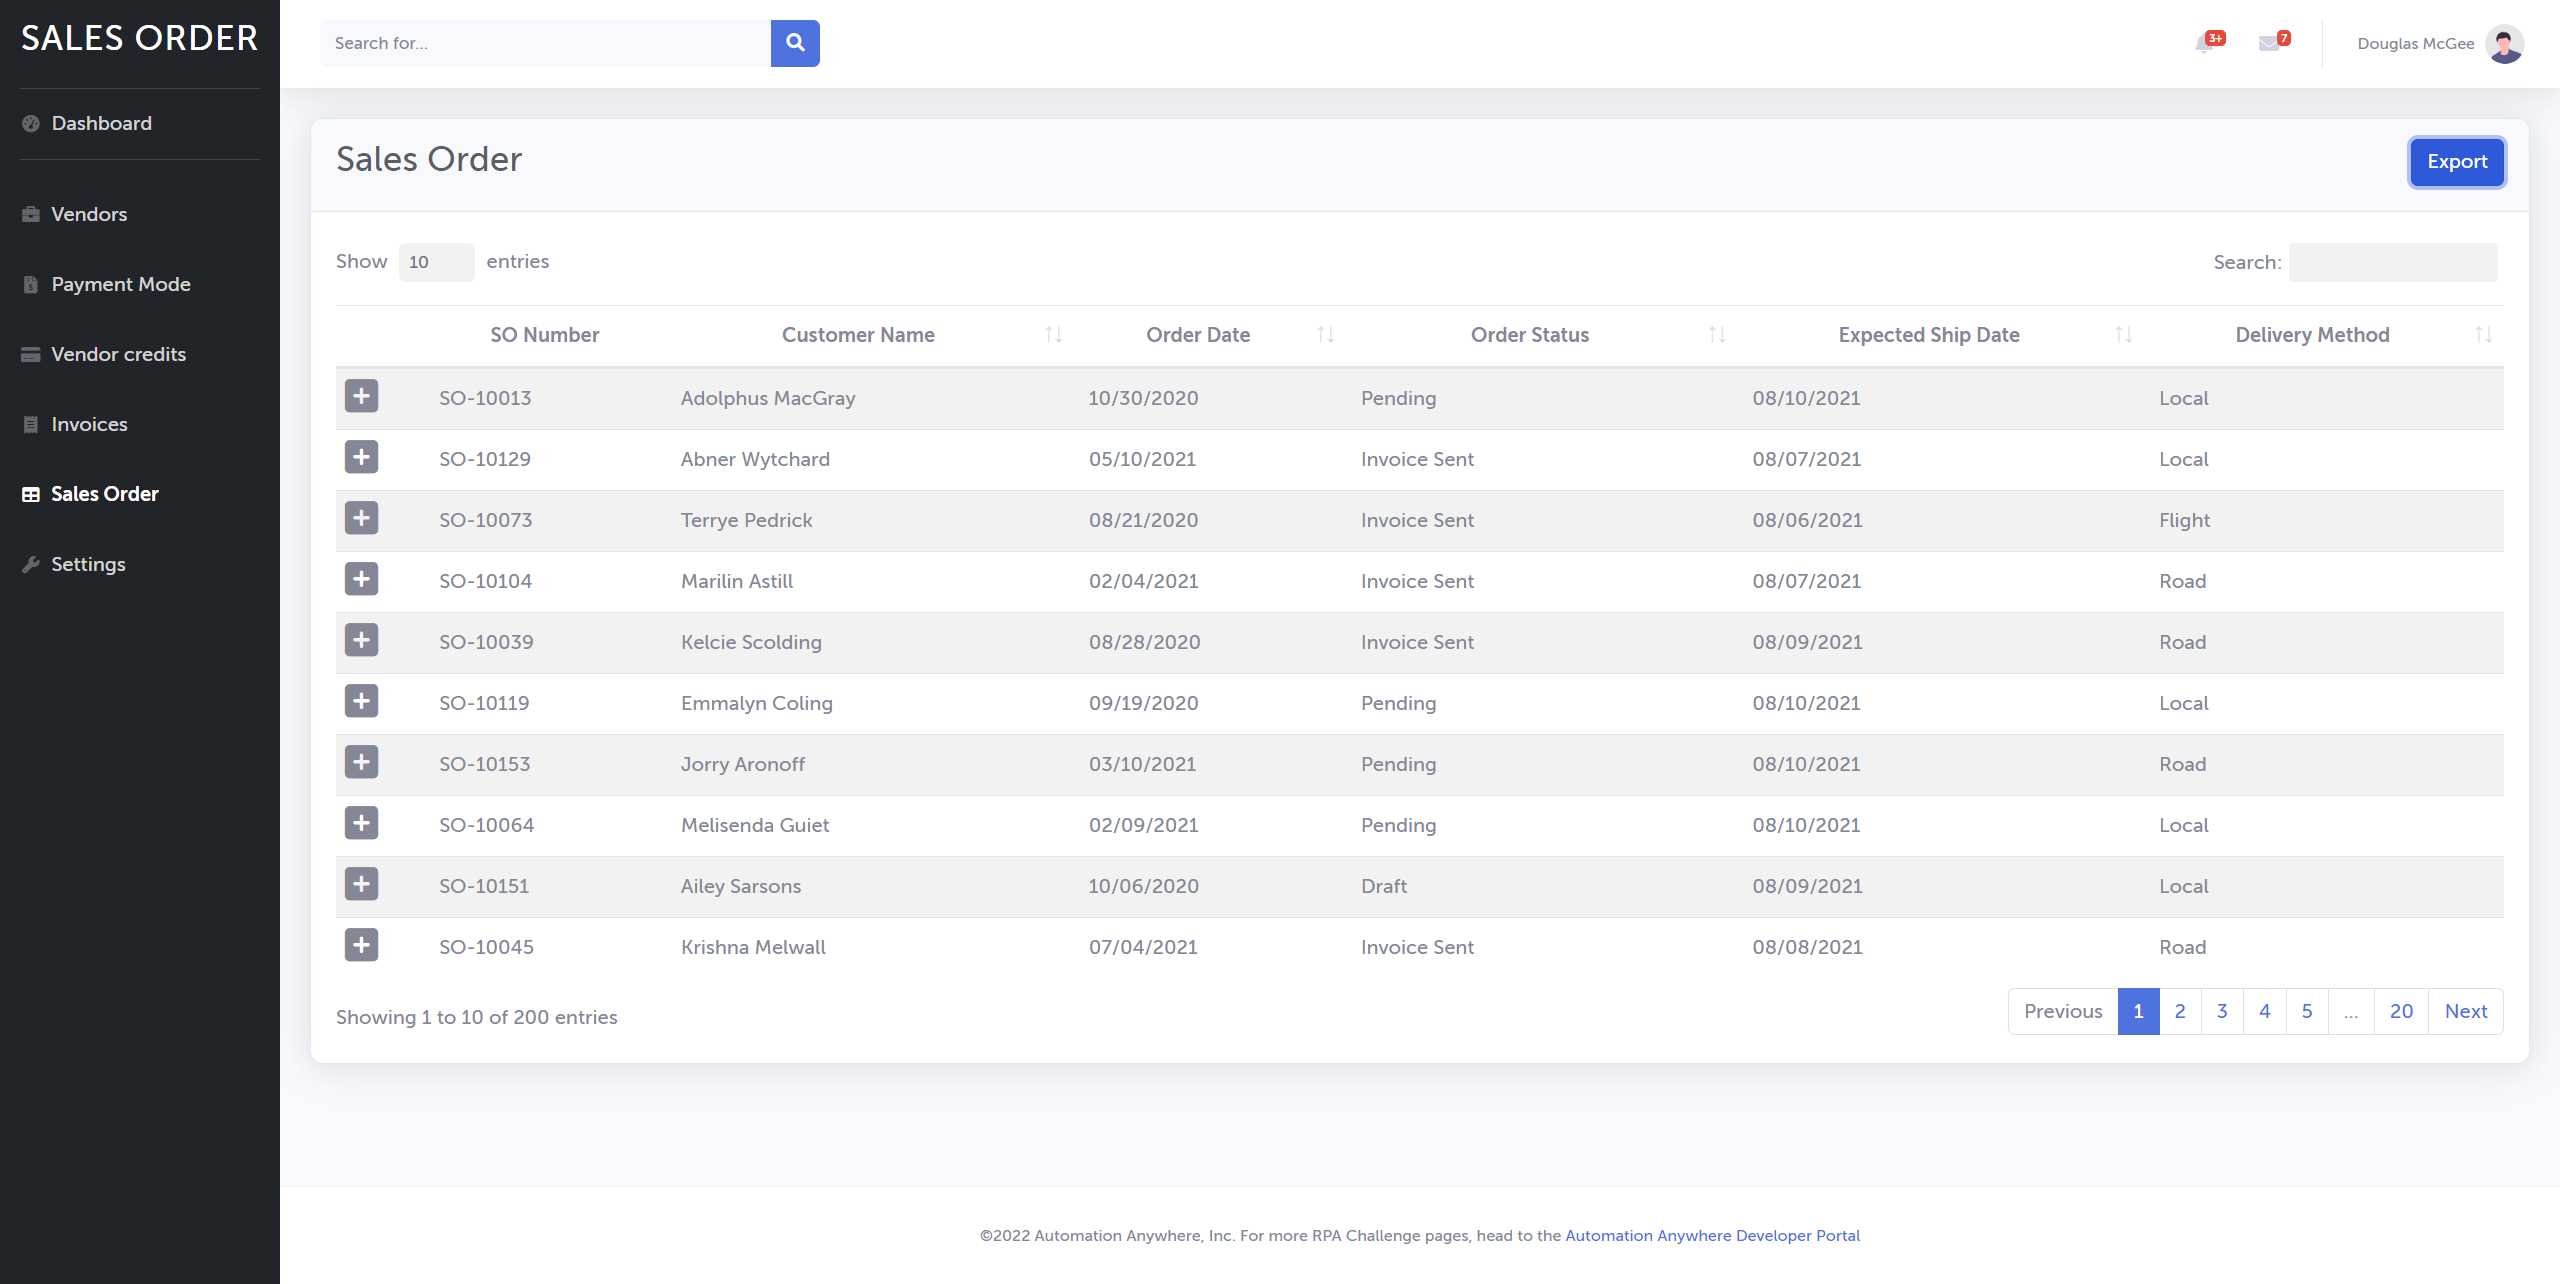 SALES ORDER
Dashboard
Vendors
Payment Mode
Vendor credits
Invoices
Sales Order
Settings
Search for...
3+
7
Douglas McGee
Sales Order
Export
Show 10 entries
Search:
SO Number Customer Name Order Date Order Status Expected Ship Date Delivery Method
SO-10013 Adolphus MacGray 10/30/2020 Pending 08/10/2021 Local
SO-10129 Abner Wytchard 05/10/2021 Invoice Sent 08/07/2021 Local
SO-10073 Terrye Pedrick 08/21/2020 Invoice Sent 08/06/2021 Flight
SO-10104 Marilin Astill 02/04/2021 Invoice Sent 08/07/2021 Road
SO-10039 Kelcie Scolding 08/28/2020 Invoice Sent 08/09/2021 Road
SO-10119 Emmalyn Coling 09/19/2020 Pending 08/10/2021 Local
SO-10153 Jorry Aronoff 03/10/2021 Pending 08/10/2021 Road
SO-10064 Melisenda Guiet 02/09/2021 Pending 08/10/2021 Local
SO-10151 Ailey Sarsons 10/06/2020 Draft 08/09/2021 Local
SO-10045 Krishna Melwall 07/04/2021 Invoice Sent 08/08/2021 Road
Showing 1 to 10 of 200 entries
Previous 1 2 3 4 5 ... 20 Next
©2022 Automation Anywhere, Inc. For more RPA Challenge pages, head to the Automation Anywhere Developer Portal